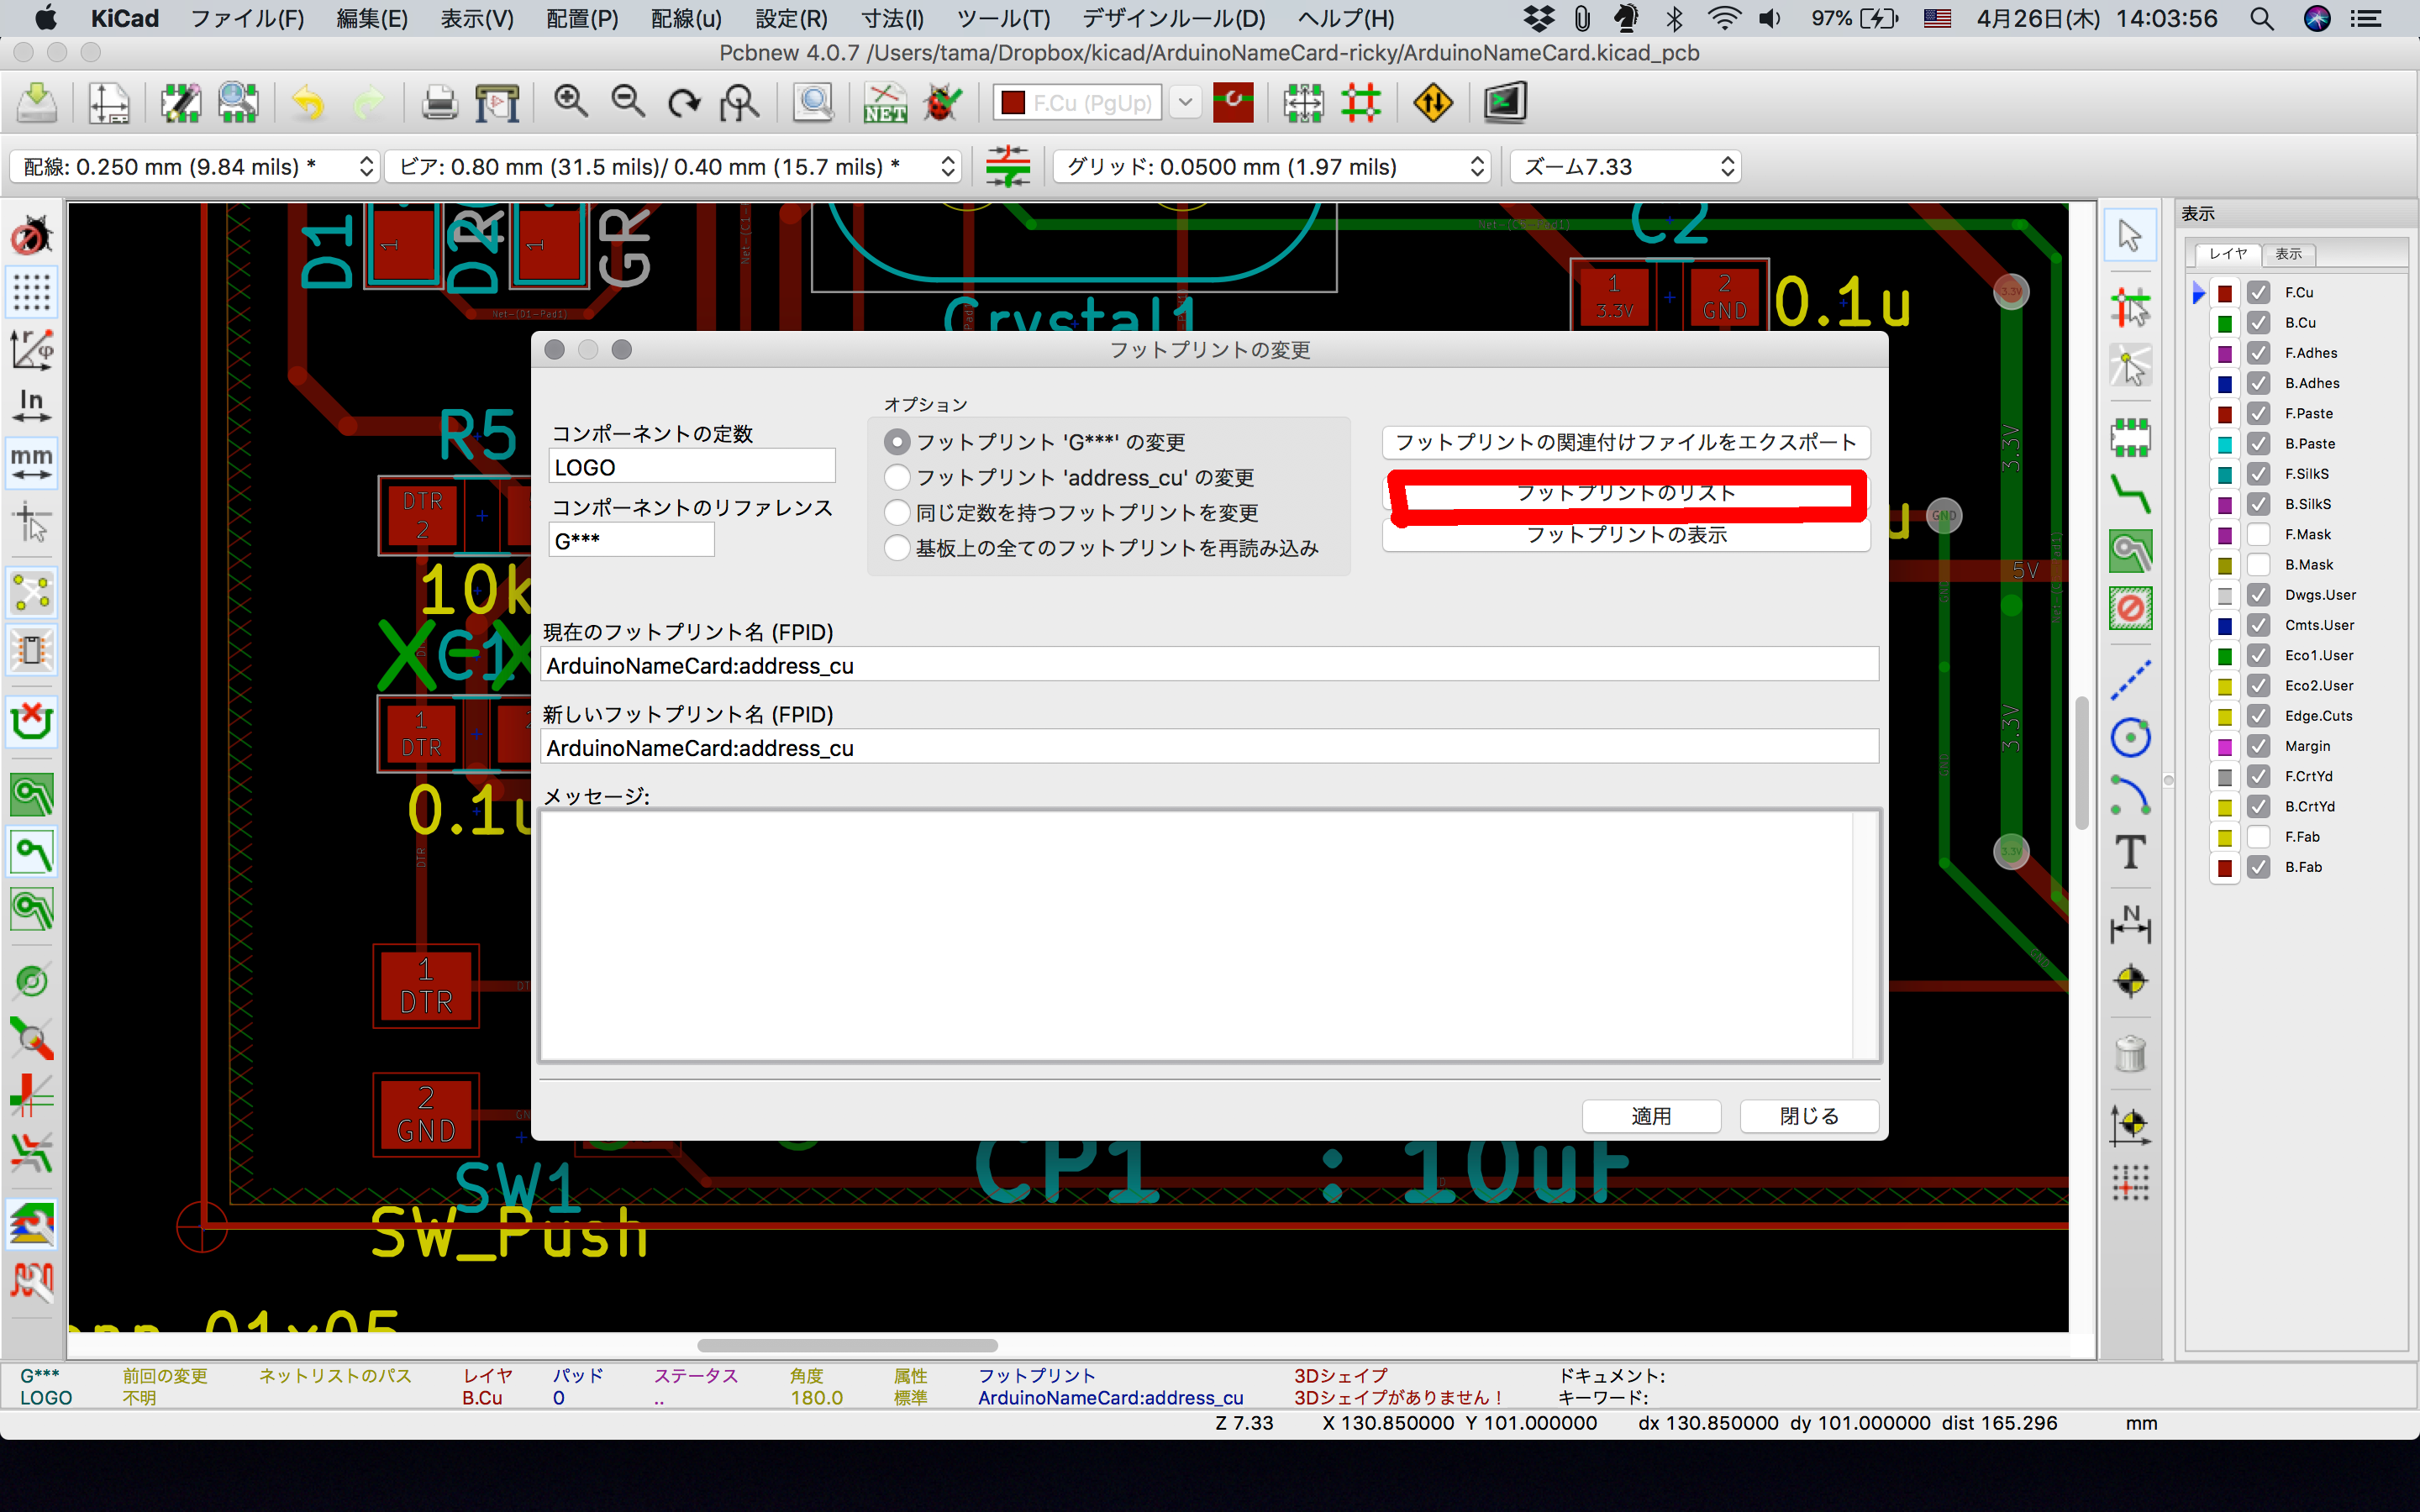 KiCad ファイル(F) 編集(E) 表示(V) 配置(P) 配線(u) 設定(R) 寸法(I) ツール(T) デザインルール(D) ヘルプ(H) 97% 4月26日(木) 14:03:56
Pcbnew 4.0.7 /Users/tama/Dropbox/kicad/ArduinoNameCard-ricky/ArduinoNameCard.kicad_pcb
NET F.Cu (PgUp)
配線: 0.250 mm (9.84 mils) * ビア: 0.80 mm (31.5 mils)/ 0.40 mm (15.7 mils) * グリッド: 0.0500 mm (1.97 mils) ズーム7.33
In
mm
D1 1 1 GR C2
Net-(D1-Pad1)
Crystal1
1 3.3V
2 GND
0.1u
3.3V
R5
DTR 2
10k
C1
1 DTR
0.1u
DTR
1 DTR
2 GND
SW1
SW_Push
CP1 : 10uF
GND
5V
3.3V
3.3V
3.3V
フットプリントの変更
コンポーネントの定数
LOGO
コンポーネントのリファレンス
G***
オプション
フットプリント 'G***' の変更
フットプリント 'address_cu' の変更
同じ定数を持つフットプリントを変更
基板上の全てのフットプリントを再読み込み
フットプリントの関連付けファイルをエクスポート
フットプリントのリスト
フットプリントの表示
現在のフットプリント名 (FPID)
ArduinoNameCard:address_cu
新しいフットプリント名 (FPID)
ArduinoNameCard:address_cu
メッセージ:
適用 閉じる
表示
レイヤ 表示
F.Cu
B.Cu
F.Adhes
B.Adhes
F.Paste
B.Paste
F.SilkS
B.SilkS
F.Mask
B.Mask
Dwgs.User
Cmts.User
Eco1.User
Eco2.User
Edge.Cuts
Margin
F.CrtYd
B.CrtYd
F.Fab
B.Fab
G*** 前回の変更 ネットリストのパス レイヤ パッド ステータス 角度 属性 フットプリント 3Dシェイプ ドキュメント:
LOGO 不明 B.Cu 0 .. 180.0 標準 ArduinoNameCard:address_cu 3Dシェイプがありません！ キーワード:
Z 7.33 X 130.850000 Y 101.000000 dx 130.850000 dy 101.000000 dist 165.296 mm